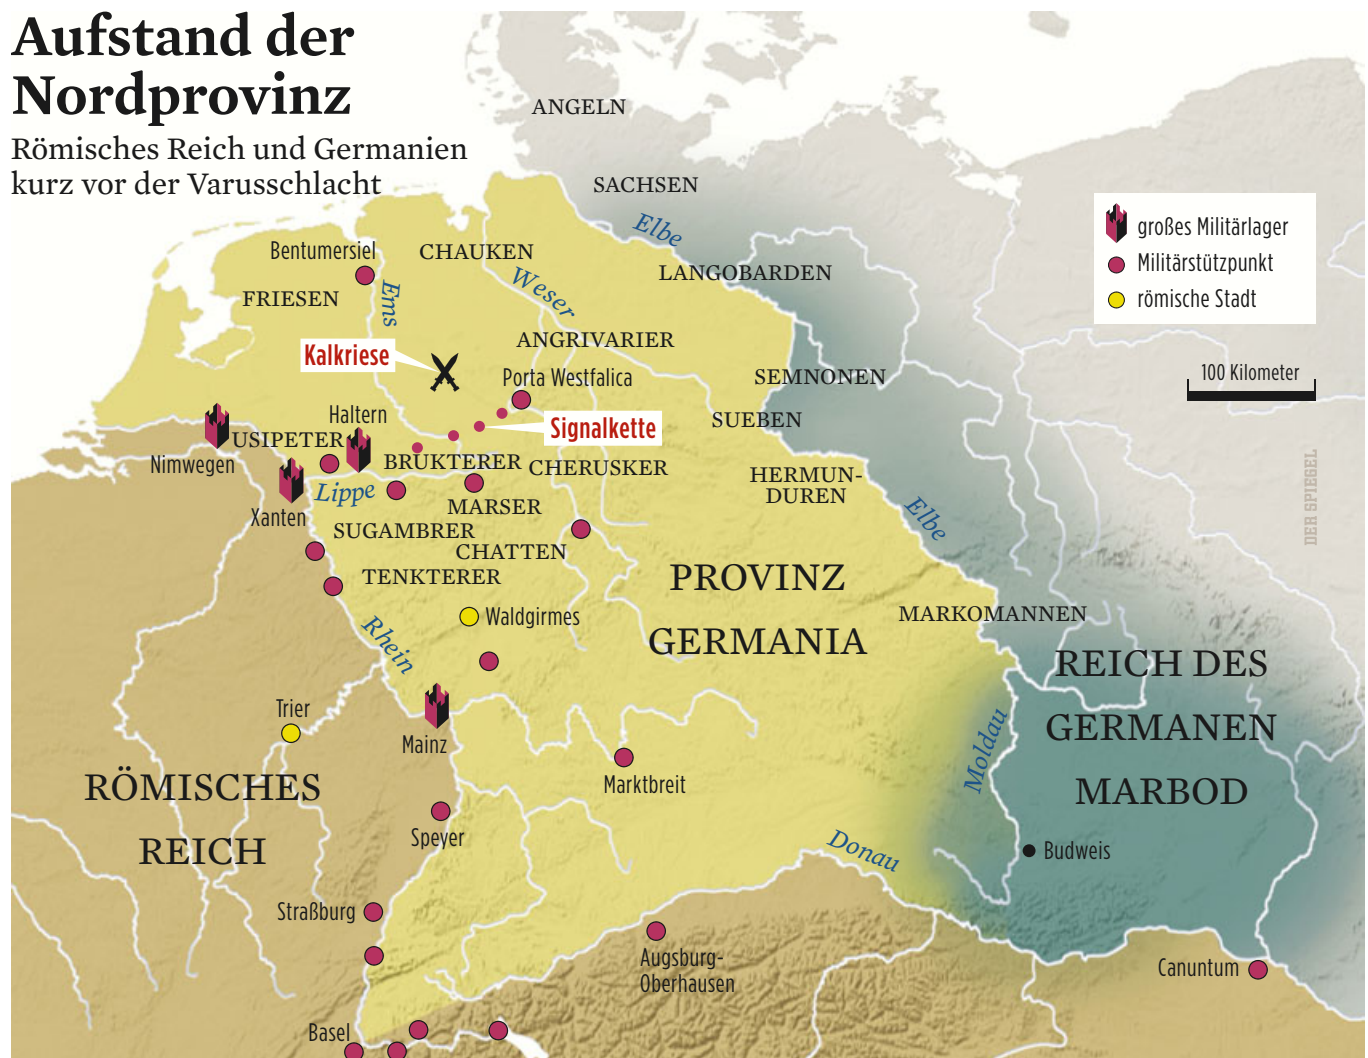 Aufstand der
Nordprovinz
Römisches Reich und Germanien
kurz vor der Varusschlacht
ANGELN
SACHSEN
Elbe
großes Militärlager
Militärstützpunkt
römische Stadt
Bentumersiel
CHAUKEN
LANGOBARDEN
FRIESEN
Ems
Weser
ANGRIVARIER
Kalkriese
Porta Westfalica
SEMNONEN
100 Kilometer
Haltern
SUEBEN
Signalkette
USIPETER
Nimwegen
BRUKTERER
CHERUSKER
HERMUN-
DUREN
Lippe
Xanten
MARSER
Elbe
DER SPIEGEL
SUGAMBRER
CHATTEN
TENKTERER
PROVINZ
GERMANIA
Waldgirmes
MARKOMANNEN
Rhein
REICH DES
GERMANEN
MARBOD
Trier
Mainz
Moldau
Marktbreit
RÖMISCHES
REICH
Speyer
Donau
Budweis
Straßburg
Augsburg-
Oberhausen
Canuntum
Basel